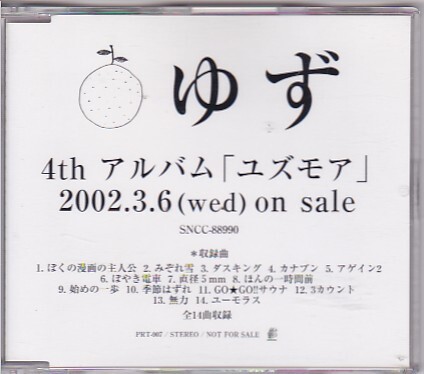 ゆず
4th アルバム「ユズモア」
2002.3.6 (wed) on sale
SNCC-88990
*収録曲
1. ぼくの漫画の主人公 2. みぞれ雪 3. ダスキング 4. カナブン 5. アゲイン2
6. ぼやき電車 7. 直径５mm 8. ほんの一時間前
9. 始めの一歩 10. 季節はずれ 11. GO★GO!!サウナ 12. 3カウント
13. 無力 14. ユーモラス
全14曲収録
PRT-067 / STEREO / NOT FOR SALE